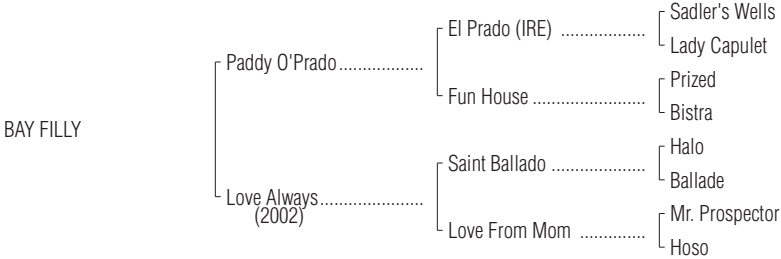 Sadler's Wells
El Prado (IRE) ...................
Lady Capulet
Paddy O'Prado..................
Prized
Fun House ........................
Bistra
BAY FILLY
Halo
Saint Ballado ....................
Ballade
Love Always......................
(2002)
Mr. Prospector
Love From Mom ..............
Hoso